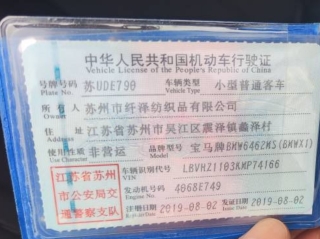 中华人民共和国机动车行驶证
Vehicle License of the People's Republic of China
号牌号码 苏UDE790 车辆类型 小型普通客车
Plate No. Vehicle Type
所有人 苏州市纤泽纺织品有限公司
Owner
住址 江苏省苏州市吴江区震泽镇蠡泽村
Address
使用性质 非营运 品牌型号 宝马牌BMW6462MS(BMWX1)
Use Character Model
江苏省苏州
市公安局交
通警察支队
车辆识别代号 LBVHZ1103KMP74166
VIN
发动机号码 4068E749
Engine No.
注册日期 2019-08-02 发证日期 2019-08-02
Register Date Issue Date